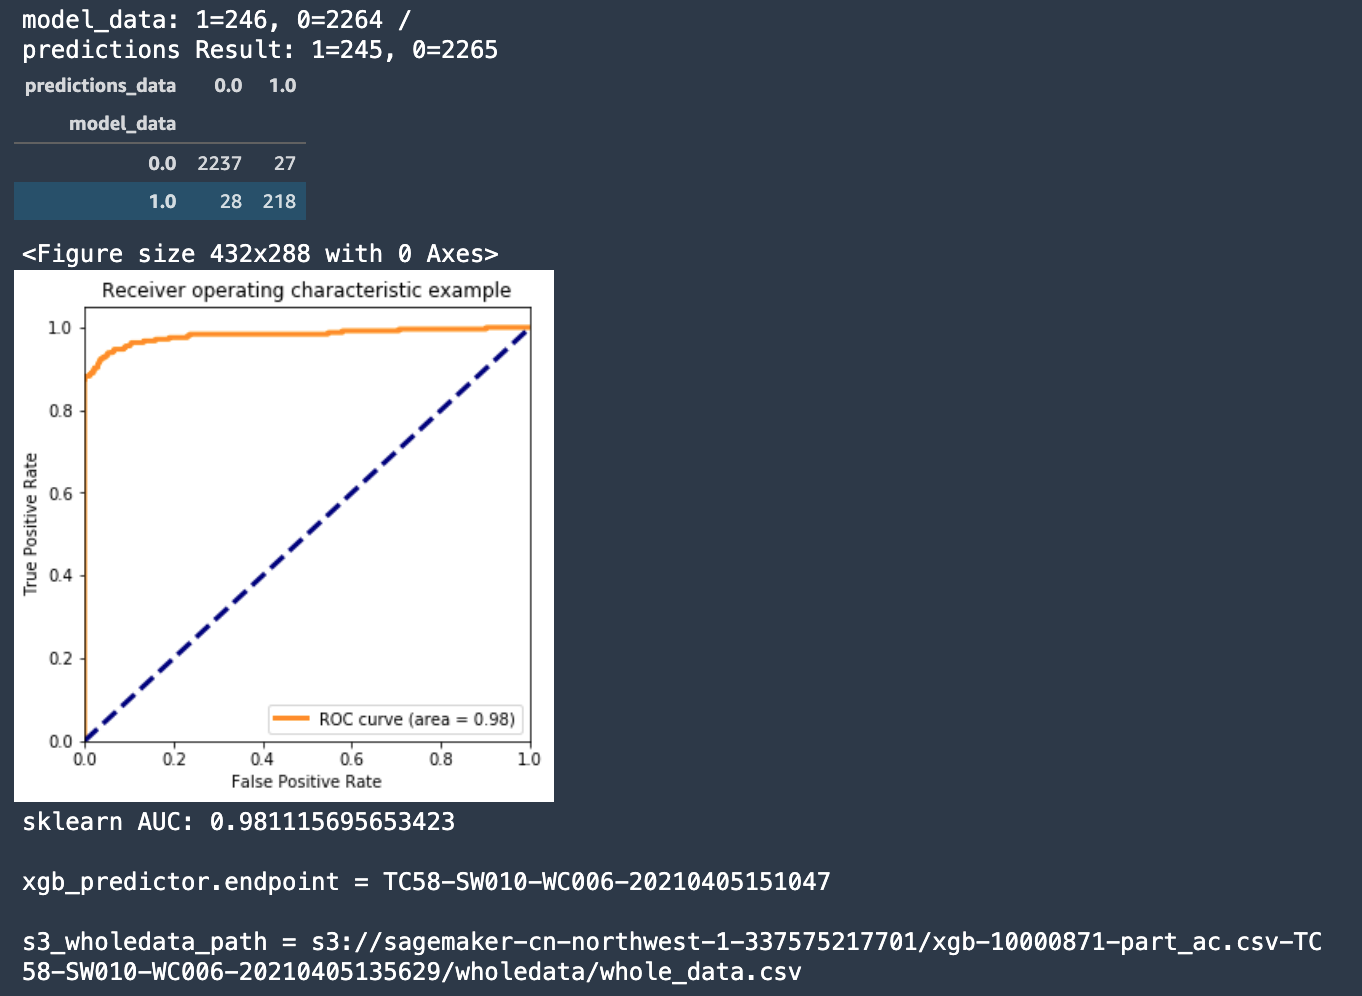 model_data: 1=246, 0=2264 /
predictions Result: 1=245, 0=2265
predictions_data 0.0 1.0
model_data
0.0 2237 27
1.0 28 218
<Figure size 432x288 with 0 Axes>
Receiver operating characteristic example
1.0
0.8
0.6
0.4
0.2
0.0
True Positive Rate
ROC curve (area = 0.98)
0.0 0.2 0.4 0.6 0.8 1.0
False Positive Rate
sklearn AUC: 0.981115695653423
xgb_predictor.endpoint = TC58-SW010-WC006-20210405151047
s3_wholedata_path = s3://sagemaker-cn-northwest-1-337575217701/xgb-10000871-part_ac.csv-TC
58-SW010-WC006-20210405135629/wholedata/whole_data.csv